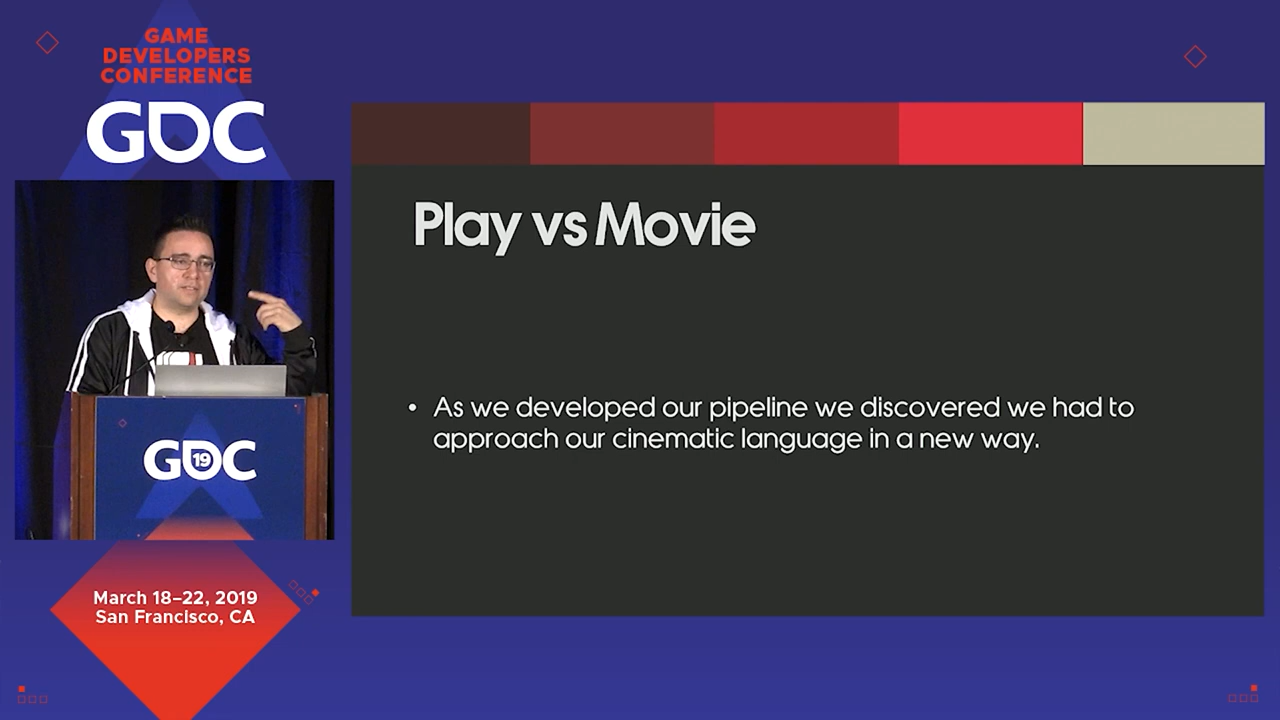 GAME
DEVELOPERS
CONFERENCE
GDC
Play vs Movie
• As we developed our pipeline we discovered we had to
approach our cinematic language in a new way.
GDC
19
March 18–22, 2019
San Francisco, CA